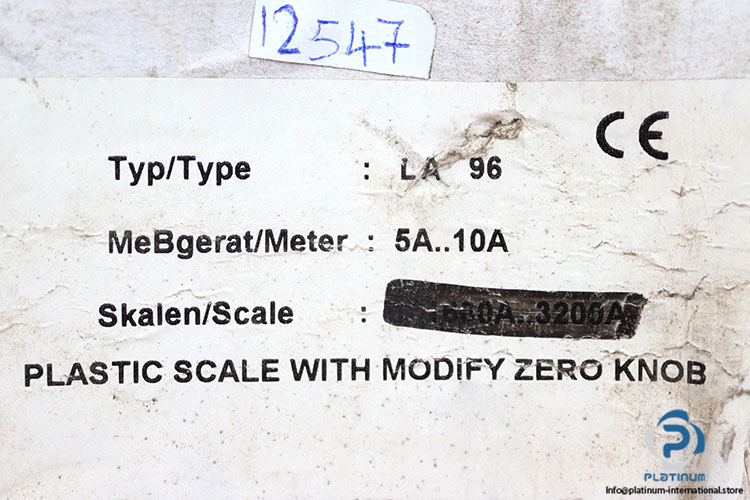 12547
CE
Typ/Type : LA 96
MeBgerat/Meter : 5A..10A
Skalen/Scale : A..3200A
PLASTIC SCALE WITH MODIFY ZERO KNOB
PLATINUM
Info@platinum-international.store